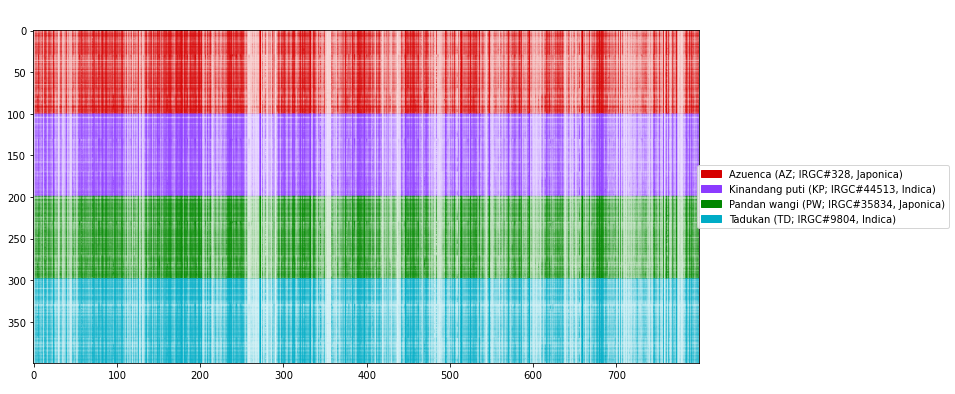 0
50
100
150
200
250
300
350
0 100 200 300 400 500 600 700
Azuenca (AZ; IRGC#328, Japonica)
Kinandang puti (KP; IRGC#44513, Indica)
Pandan wangi (PW; IRGC#35834, Japonica)
Tadukan (TD; IRGC#9804, Indica)